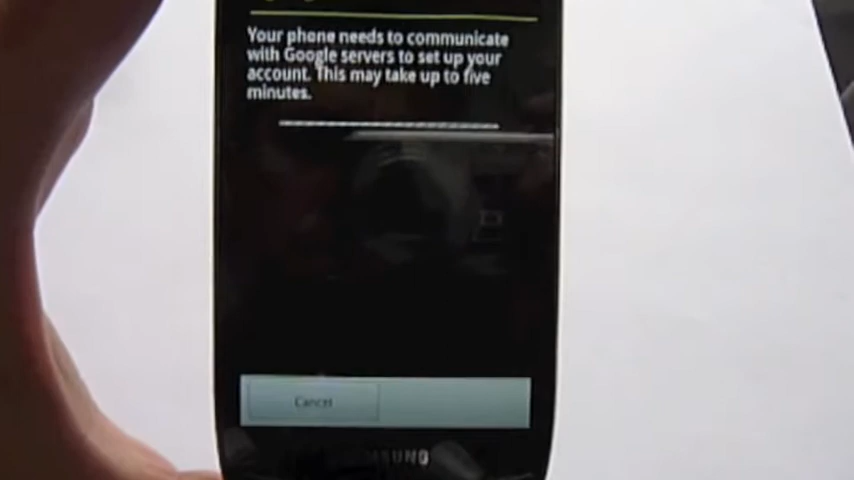 Your phone needs to communicate
with Google servers to set up your
account. This may take up to five
minutes.
Cancel